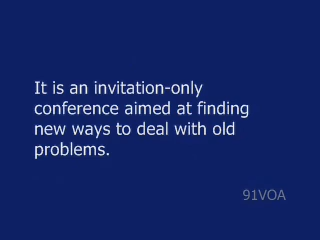 It is an invitation-only
conference aimed at finding
new ways to deal with old
problems.
91VOA